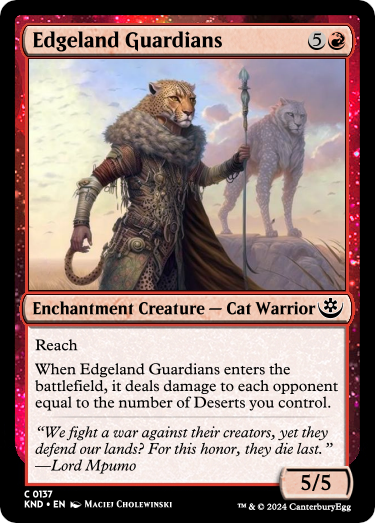 Edgeland Guardians 5
Enchantment Creature — Cat Warrior
Reach
When Edgeland Guardians enters the
battlefield, it deals damage to each opponent
equal to the number of Deserts you control.
“We fight a war against their creators, yet they
defend our lands? For this honor, they die last.”
—Lord Mpumo
5/5
C 0137
KND • EN Maciej Cholewinski
™ & © 2024 CanterburyEgg